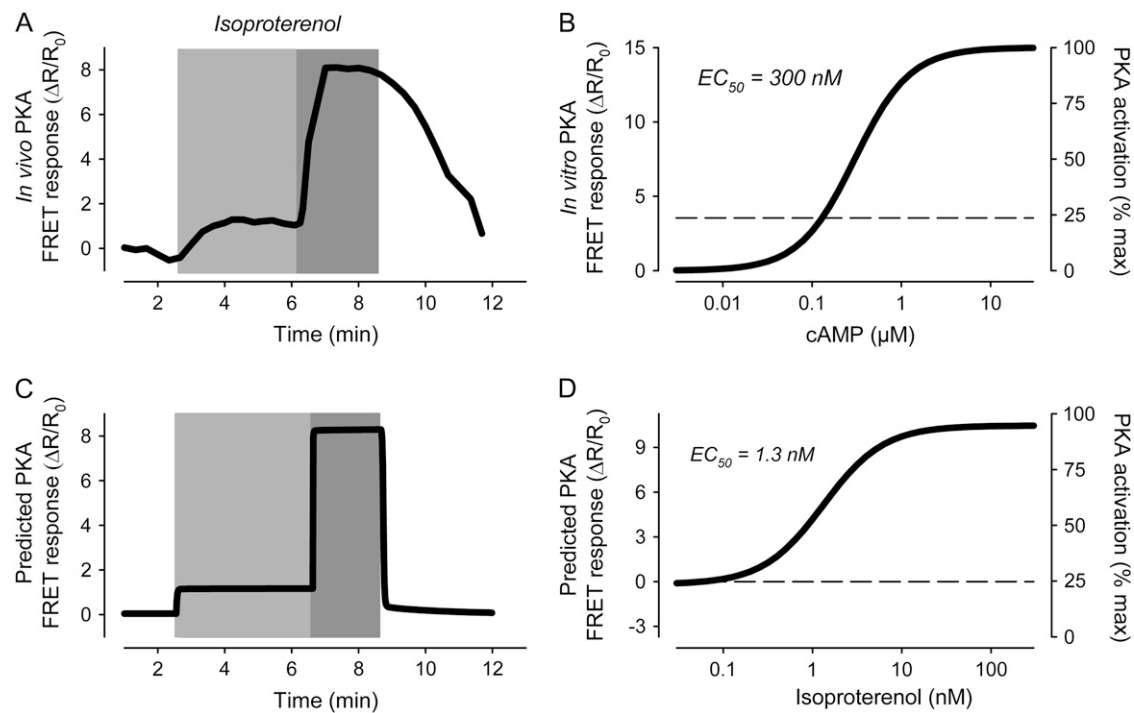 A
Isoproterenol
In vivo PKA
FRET response (ΔR/R0)
8
6
4
2
0
2
4
6
8
10
12
Time (min)
B
EC50 = 300 nM
In vitro PKA
FRET response (ΔR/R0)
15
10
5
0
100
75
50
25
0
PKA activation
(% max)
0.01
0.1
1
10
cAMP (µM)
C
Predicted PKA
FRET response (ΔR/R0)
8
6
4
2
0
2
4
6
8
10
12
Time (min)
D
EC50 = 1.3 nM
Predicted PKA
FRET response (ΔR/R0)
9
6
3
0
-3
100
75
50
25
0
PKA activation
(% max)
0.1
1
10
100
Isoproterenol (nM)